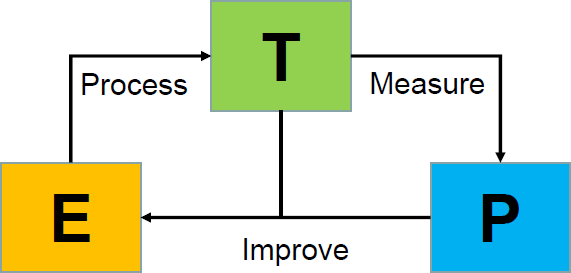 T
Process
Measure
E
P
Improve